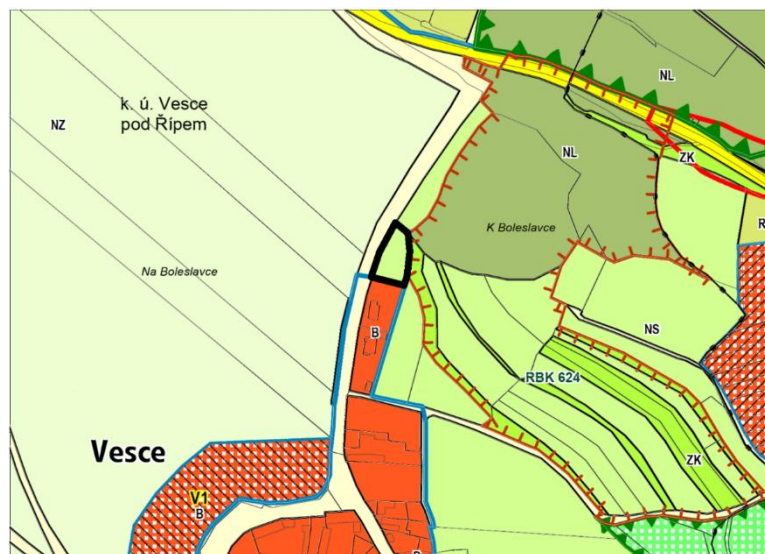 NL
k. ú. Vesce
pod Řípem
NZ
NL
ZK
R
K Boleslavce
Na Boleslavce
B
NS
RBK 624
Vesce
ZK
V1
B